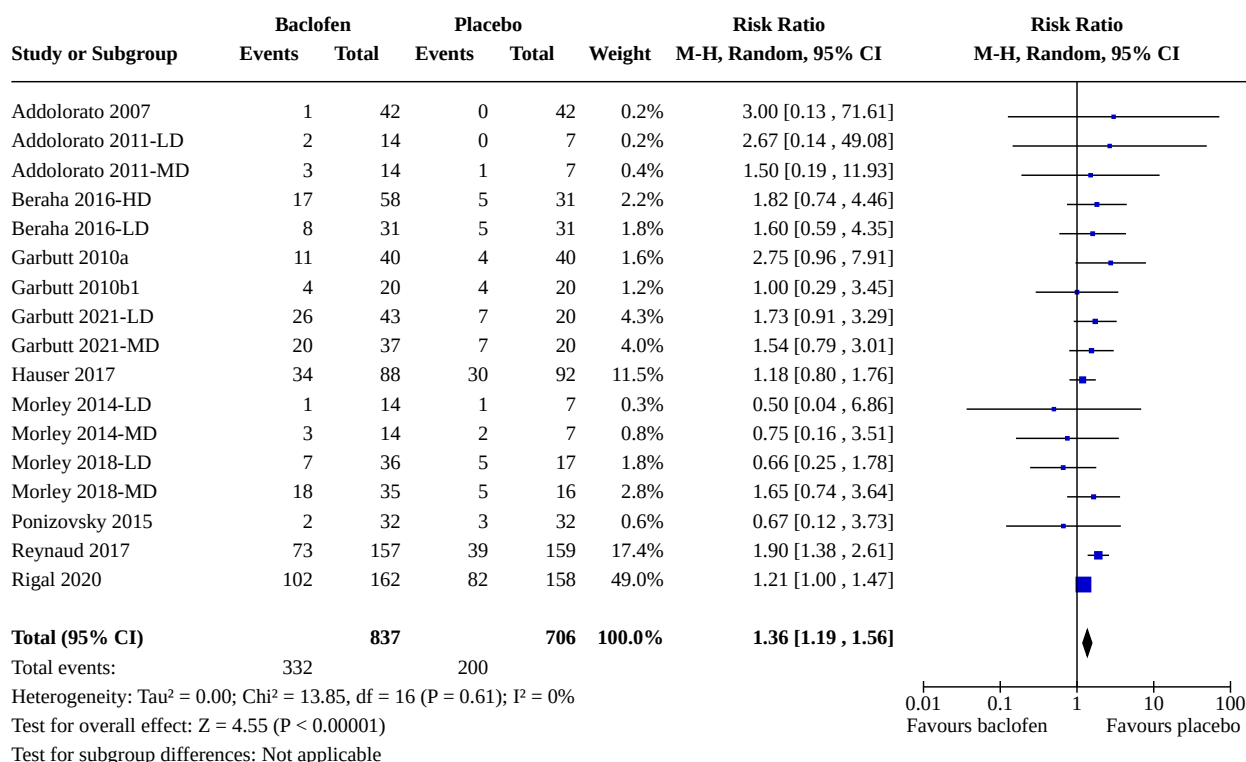 Baclofen Placebo Risk Ratio Risk Ratio
Study or Subgroup Events Total Events Total Weight M-H, Random, 95% CI M-H, Random, 95% CI
Addolorato 2007 1 42 0 42 0.2% 3.00 [0.13 , 71.61]
Addolorato 2011-LD 2 14 0 7 0.2% 2.67 [0.14 , 49.08]
Addolorato 2011-MD 3 14 1 7 0.4% 1.50 [0.19 , 11.93]
Beraha 2016-HD 17 58 5 31 2.2% 1.82 [0.74 , 4.46]
Beraha 2016-LD 8 31 5 31 1.8% 1.60 [0.59 , 4.35]
Garbutt 2010a 11 40 4 40 1.6% 2.75 [0.96 , 7.91]
Garbutt 2010b1 4 20 4 20 1.2% 1.00 [0.29 , 3.45]
Garbutt 2021-LD 26 43 7 20 4.3% 1.73 [0.91 , 3.29]
Garbutt 2021-MD 20 37 7 20 4.0% 1.54 [0.79 , 3.01]
Hauser 2017 34 88 30 92 11.5% 1.18 [0.80 , 1.76]
Morley 2014-LD 1 14 1 7 0.3% 0.50 [0.04 , 6.86]
Morley 2014-MD 3 14 2 7 0.8% 0.75 [0.16 , 3.51]
Morley 2018-LD 7 36 5 17 1.8% 0.66 [0.25 , 1.78]
Morley 2018-MD 18 35 5 16 2.8% 1.65 [0.74 , 3.64]
Ponizovsky 2015 2 32 3 32 0.6% 0.67 [0.12 , 3.73]
Reynaud 2017 73 157 39 159 17.4% 1.90 [1.38 , 2.61]
Rigal 2020 102 162 82 158 49.0% 1.21 [1.00 , 1.47]
Total (95% CI) 837 706 100.0% 1.36 [1.19 , 1.56]
Total events: 332 200
Heterogeneity: Tau² = 0.00; Chi² = 13.85, df = 16 (P = 0.61); I² = 0%
0.01 0.1 1 10 100
Test for overall effect: Z = 4.55 (P < 0.00001)
Favours baclofen Favours placebo
Test for subgroup differences: Not applicable